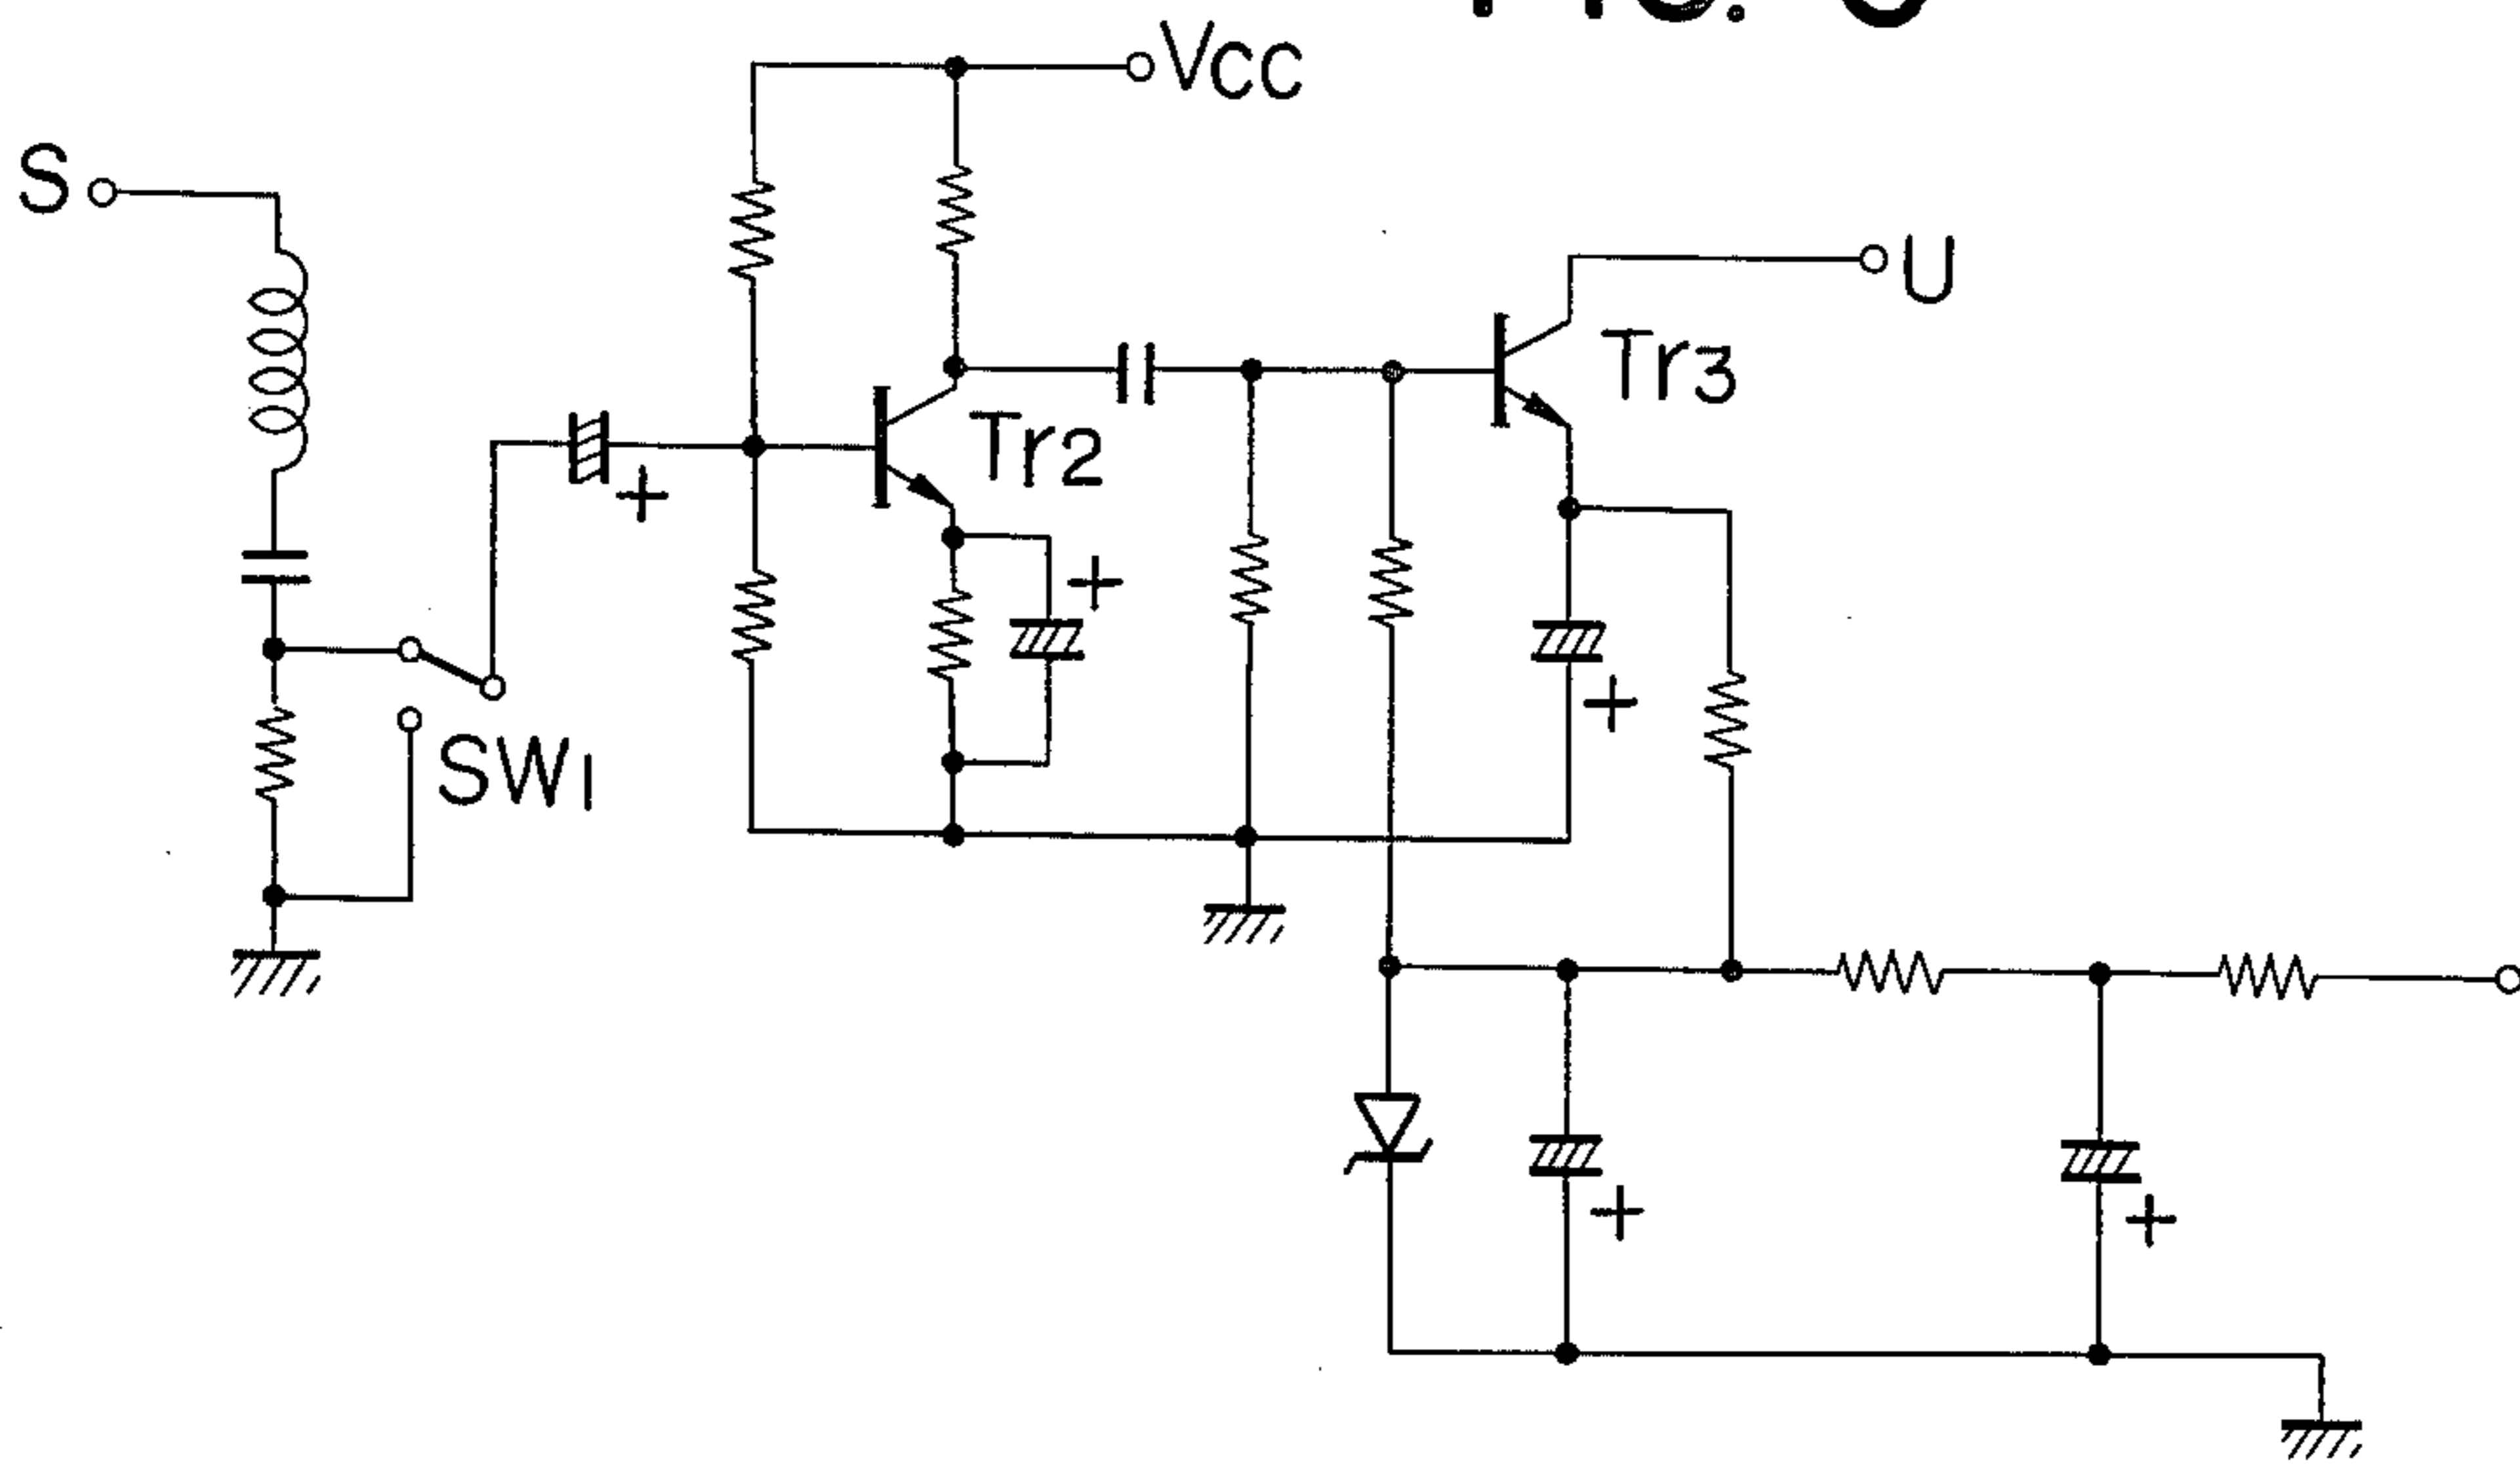 Vcc
S
U
Tr3
Tr2
+
+
+
SW1
+
+